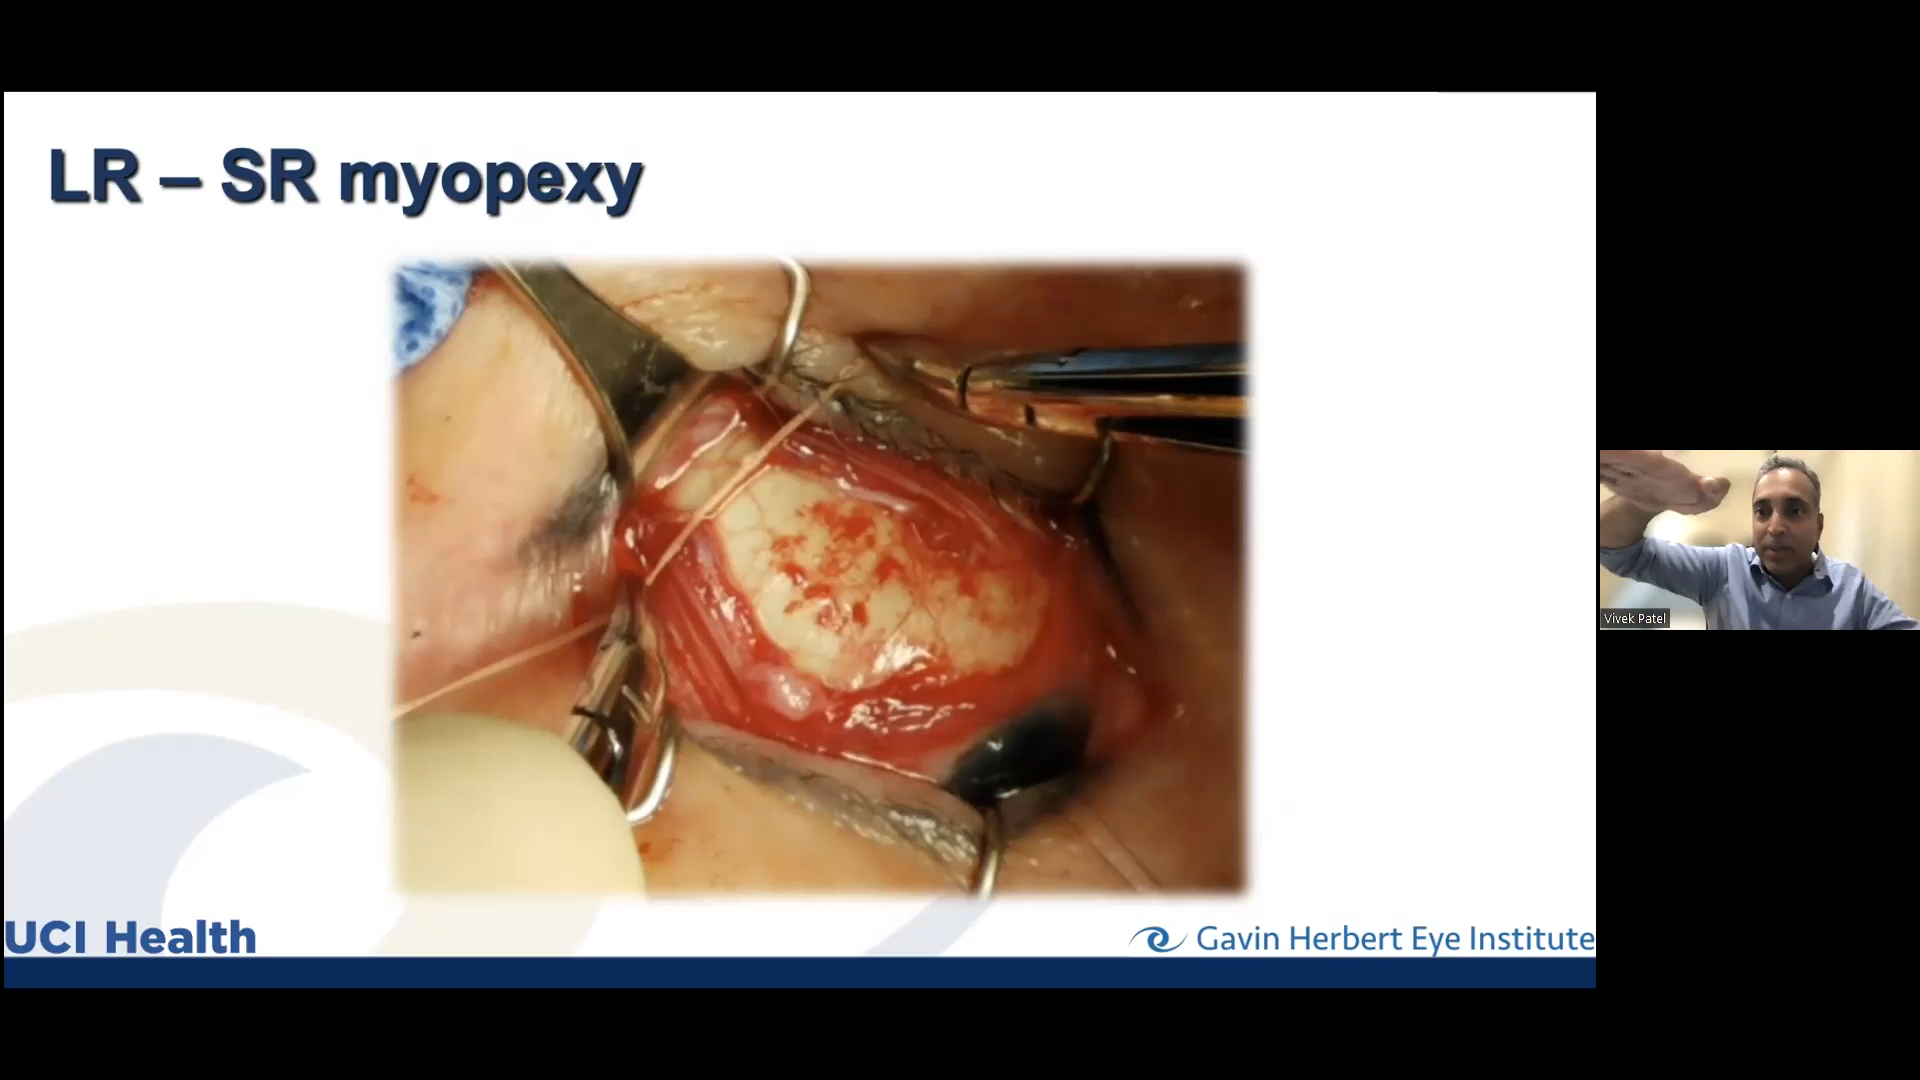 LR – SR myopexy
Vivek Patel
UCI Health
Gavin Herbert Eye Institute